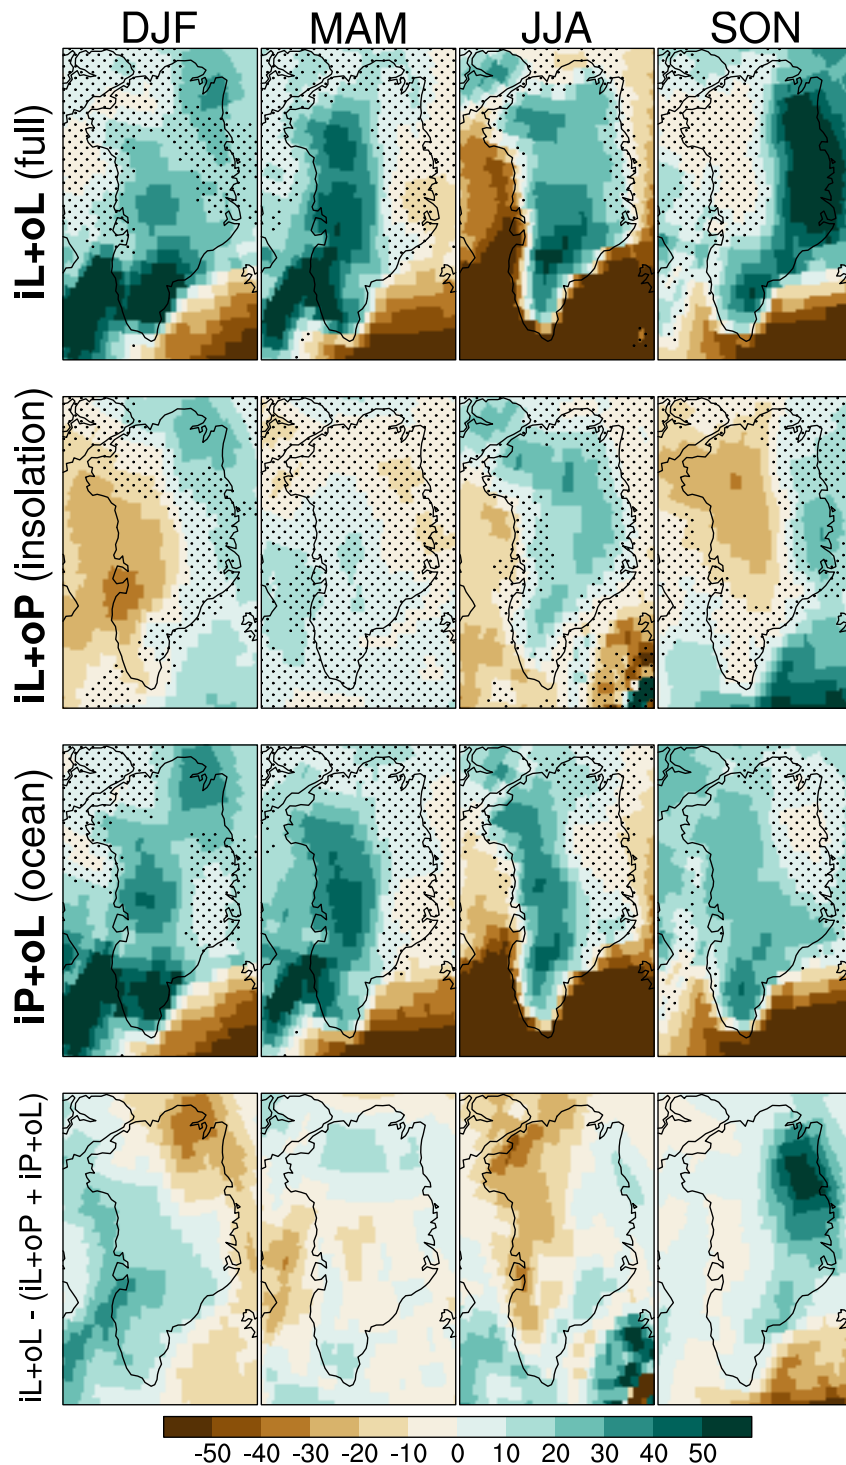 DJF MAM JJA SON
iL+oL (full)
iL+oP (insolation)
iP+oL (ocean)
iL+oL - (iL+oP + iP+oL)
-50 -40 -30 -20 -10 0 10 20 30 40 50